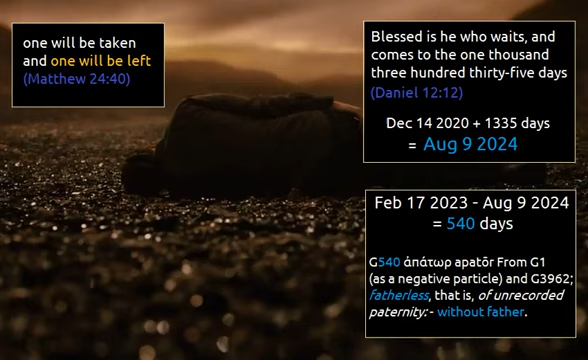 one will be taken
and one will be left
(Matthew 24:40)
Blessed is he who waits, and
comes to the one thousand
three hundred thirty-five days
(Daniel 12:12)
Dec 14 2020 + 1335 days
= Aug 9 2024
Feb 17 2023 - Aug 9 2024
= 540 days
G540 ἀπάτωρ apatōr From G1
(as a negative particle) and G3962;
fatherless, that is, of unrecorded
paternity:- without father.